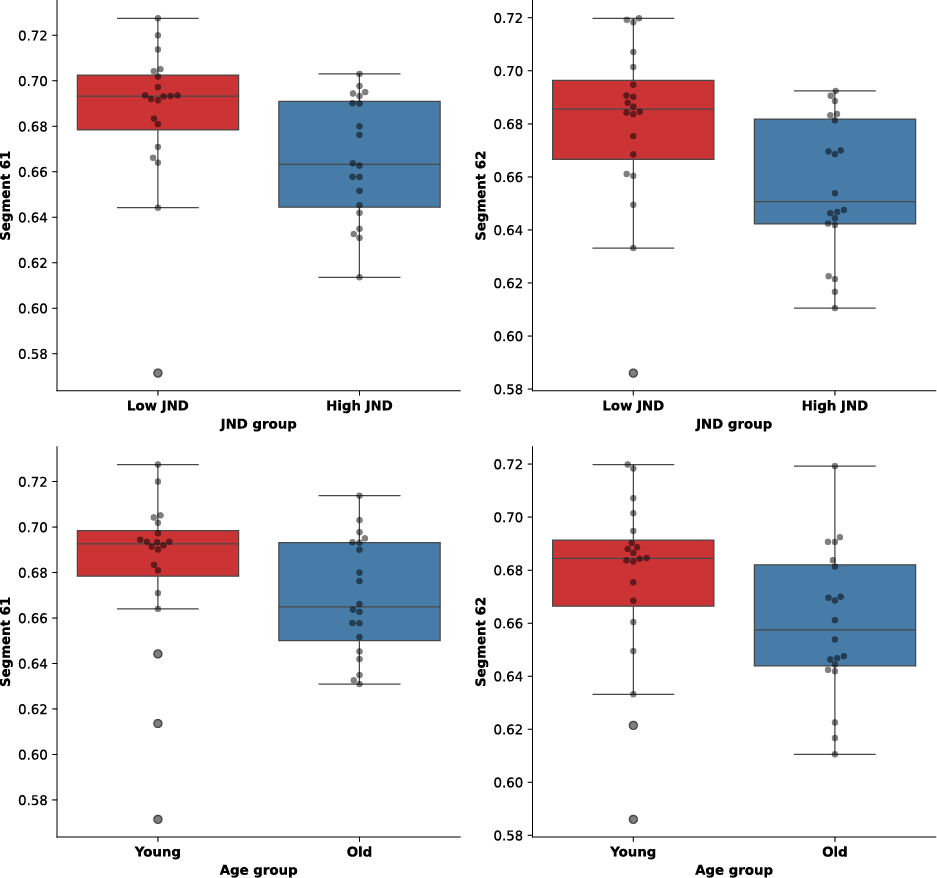 0.72
0.70
0.68
0.66
0.64
0.62
0.60
0.58
Segment 61
Low JND
High JND
JND group
0.72
0.70
0.68
0.66
0.64
0.62
0.60
0.58
Segment 62
Low JND
High JND
JND group
0.72
0.70
0.68
0.66
0.64
0.62
0.60
0.58
Segment 61
Young
Old
Age group
0.72
0.70
0.68
0.66
0.64
0.62
0.60
0.58
Segment 62
Young
Old
Age group